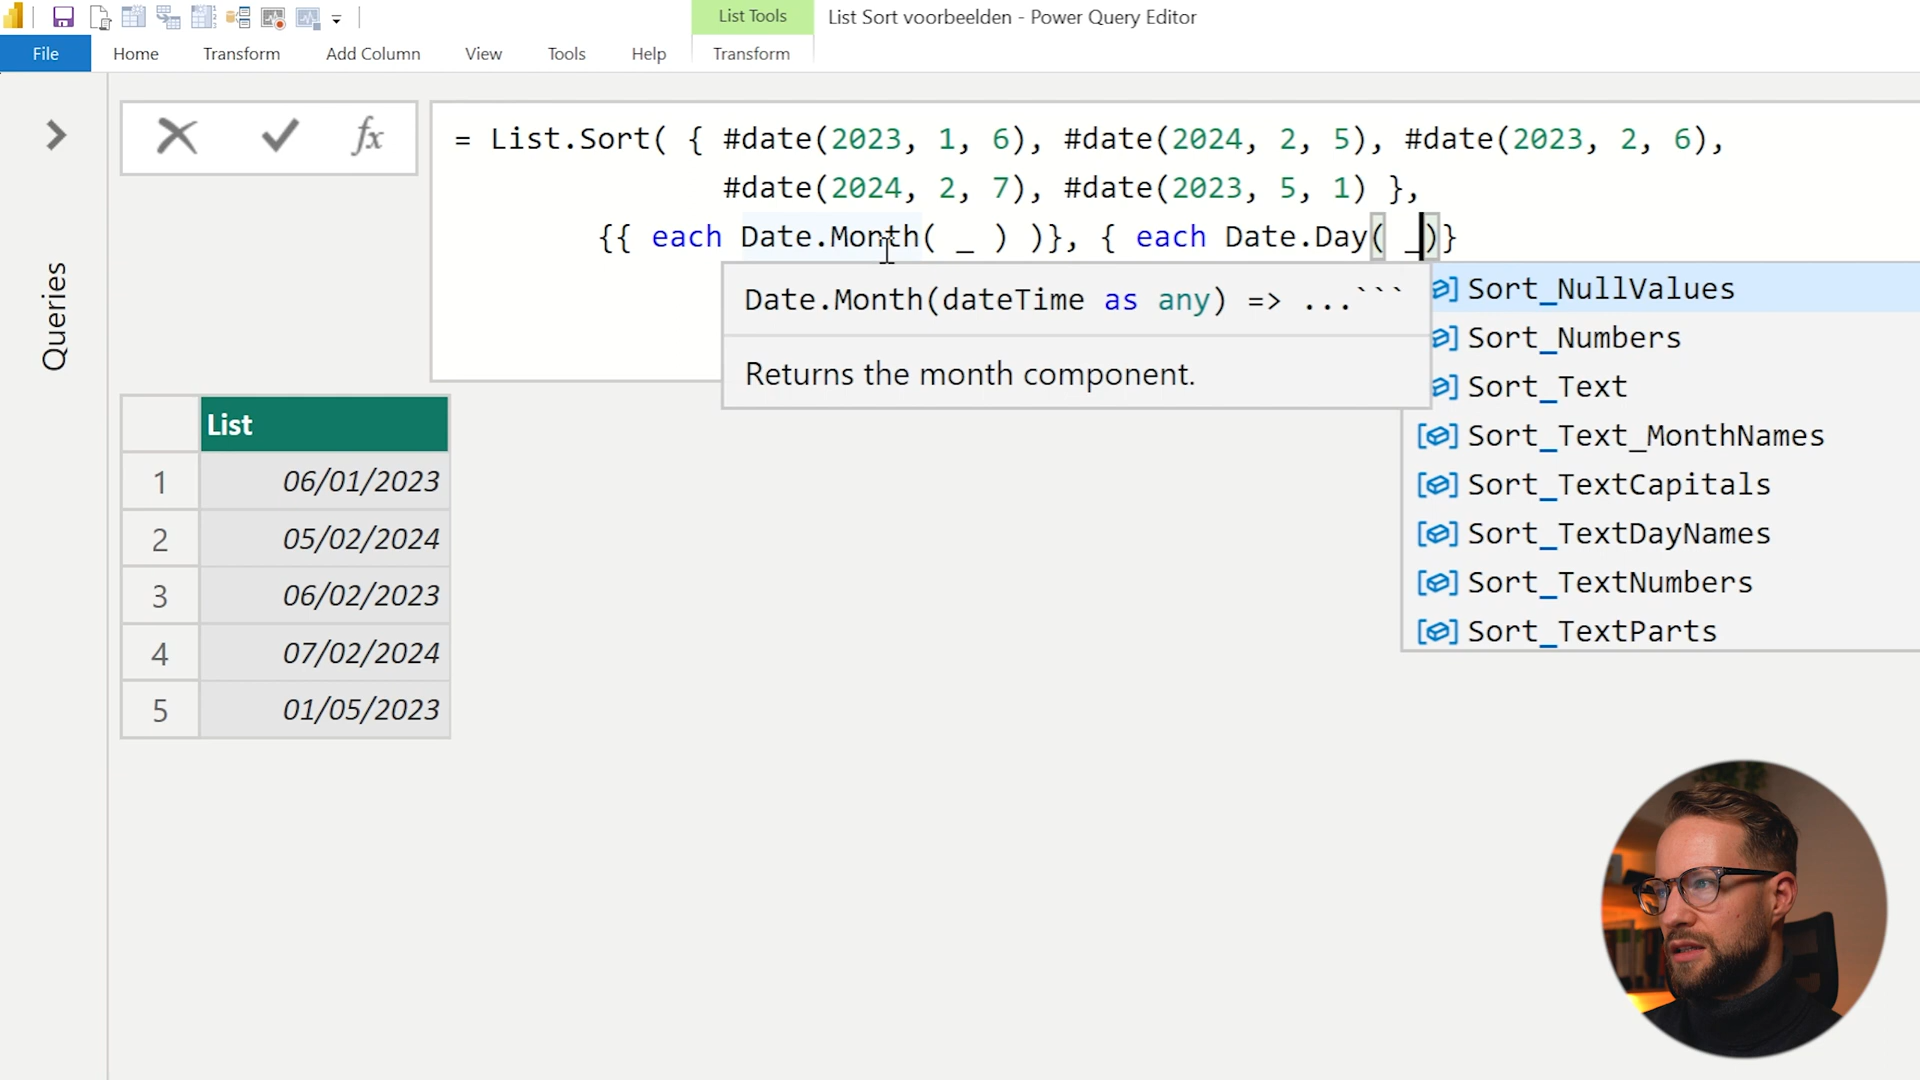 List Tools
List Sort voorbeelden - Power Query Editor
File
Home
Transform
Add Column
View
Tools
Help
Transform
fx
= List.Sort( { #date(2023, 1, 6), #date(2024, 2, 5), #date(2023, 2, 6),
#date(2024, 2, 7), #date(2023, 5, 1) },
{{ each Date.Month( _ ) )}, { each Date.Day( _)}
Date.Month(dateTime as any) => ...```
Returns the month component.
Sort_NullValues
Sort_Numbers
Sort_Text
Sort_Text_MonthNames
Sort_TextCapitals
Sort_TextDayNames
Sort_TextNumbers
Sort_TextParts
Queries
List
1 06/01/2023
2 05/02/2024
3 06/02/2023
4 07/02/2024
5 01/05/2023